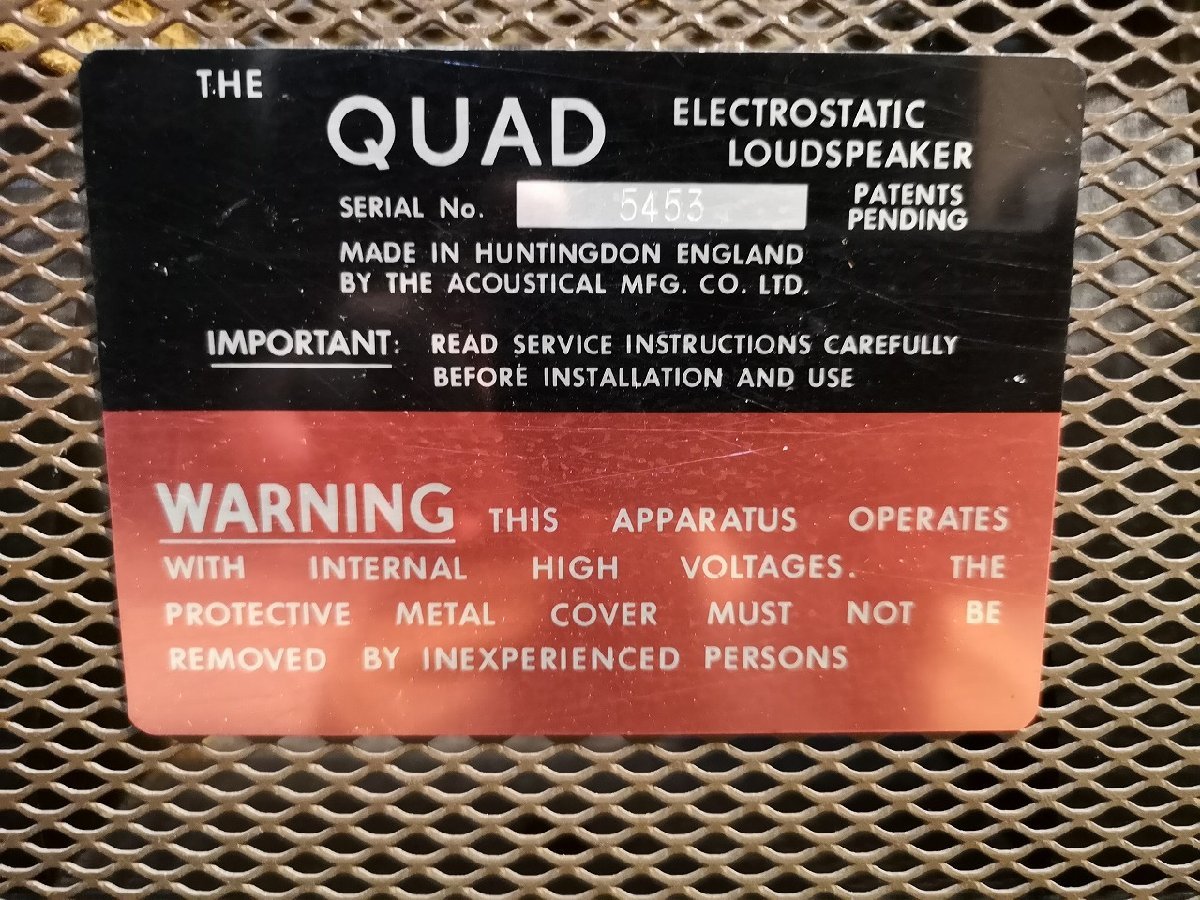 THE
QUAD ELECTROSTATIC
LOUDSPEAKER
SERIAL No. 5453 PATENTS
PENDING
MADE IN HUNTINGDON ENGLAND
BY THE ACOUSTICAL MFG. CO. LTD.
IMPORTANT: READ SERVICE INSTRUCTIONS CAREFULLY
BEFORE INSTALLATION AND USE
WARNING THIS APPARATUS OPERATES
WITH INTERNAL HIGH VOLTAGES. THE
PROTECTIVE METAL COVER MUST NOT BE
REMOVED BY INEXPERIENCED PERSONS